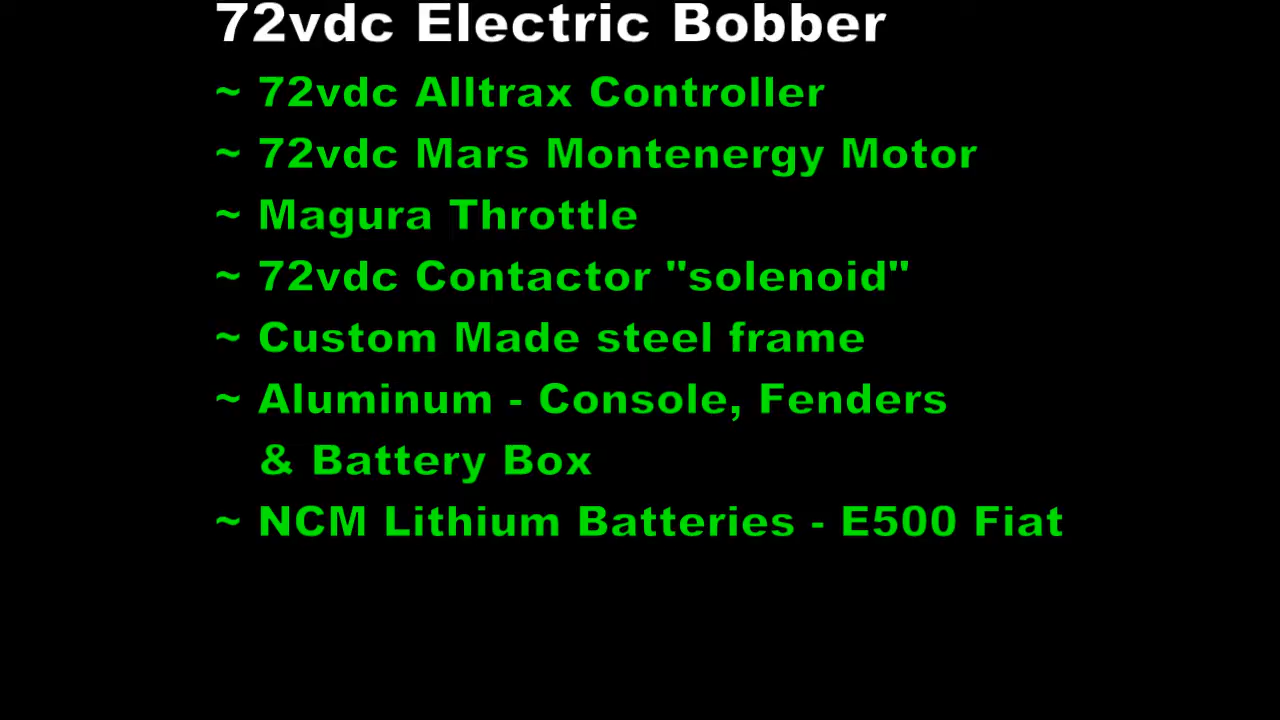 72vdc Electric Bobber
~ 72vdc Alltrax Controller
~ 72vdc Mars Montenergy Motor
~ Magura Throttle
~ 72vdc Contactor "solenoid"
~ Custom Made steel frame
~ Aluminum - Console, Fenders
& Battery Box
~ NCM Lithium Batteries - E500 Fiat